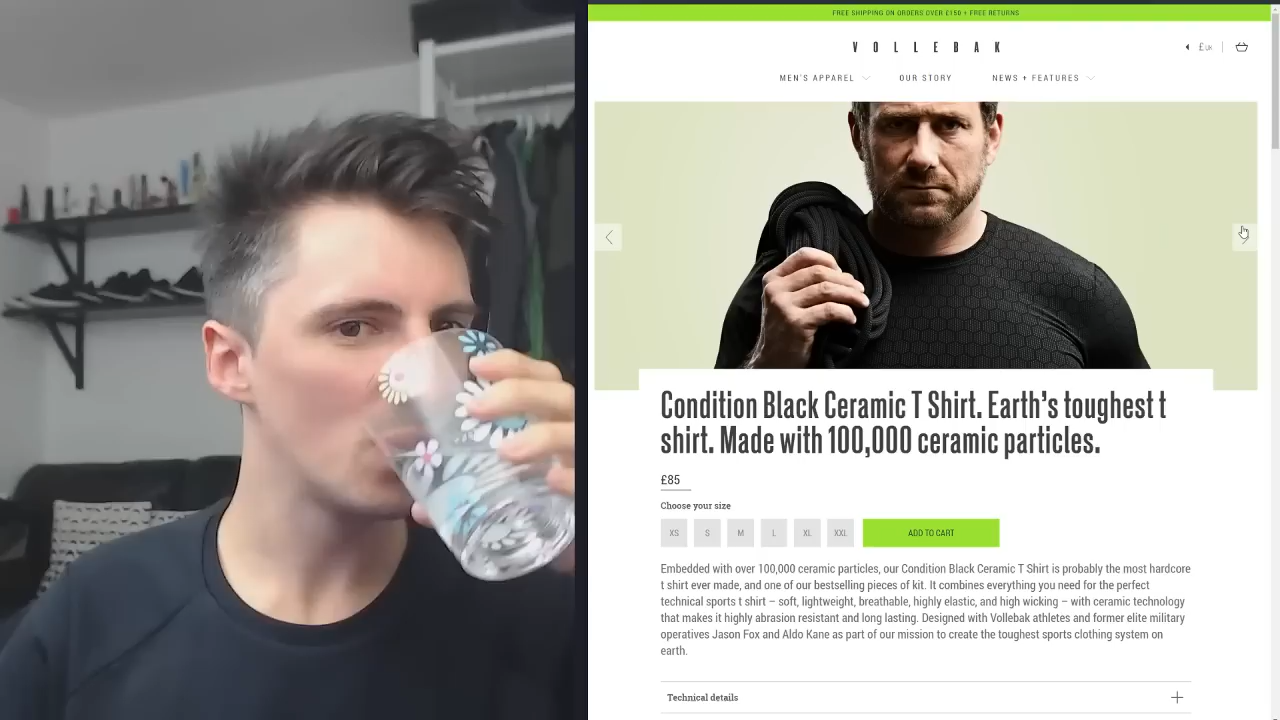 FREE SHIPPING ON ORDERS OVER £150 + FREE RETURNS
VOLLEBAK
£ UK
MEN'S APPAREL
OUR STORY
NEWS + FEATURES
Condition Black Ceramic T Shirt. Earth's toughest t
shirt. Made with 100,000 ceramic particles.
£85
Choose your size
XS S M L XL XXL ADD TO CART
Embedded with over 100,000 ceramic particles, our Condition Black Ceramic T Shirt is probably the most hardcore
t shirt ever made, and one of our bestselling pieces of kit. It combines everything you need for the perfect
technical sports t shirt – soft, lightweight, breathable, highly elastic, and high wicking – with ceramic technology
that makes it highly abrasion resistant and long lasting. Designed with Vollebak athletes and former elite military
operatives Jason Fox and Aldo Kane as part of our mission to create the toughest sports clothing system on
earth.
Technical details